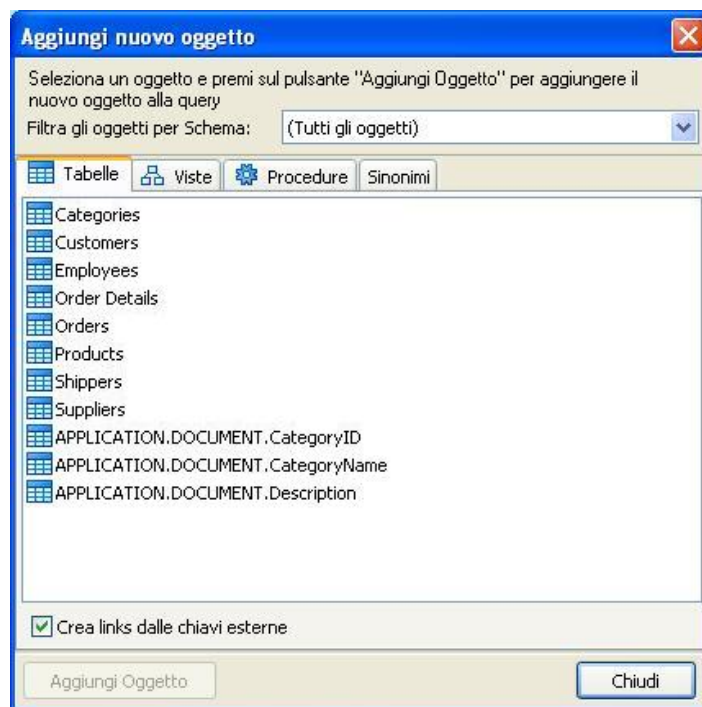 Aggiungi nuovo oggetto
Seleziona un oggetto e premi sul pulsante "Aggiungi Oggetto" per aggiungere il
nuovo oggetto alla query
Filtra gli oggetti per Schema: (Tutti gli oggetti)
Tabelle Viste Procedure Sinonimi
Categories
Customers
Employees
Order Details
Orders
Products
Shippers
Suppliers
APPLICATION.DOCUMENT.CategoryID
APPLICATION.DOCUMENT.CategoryName
APPLICATION.DOCUMENT.Description
Crea links dalle chiavi esterne
Aggiungi Oggetto Chiudi